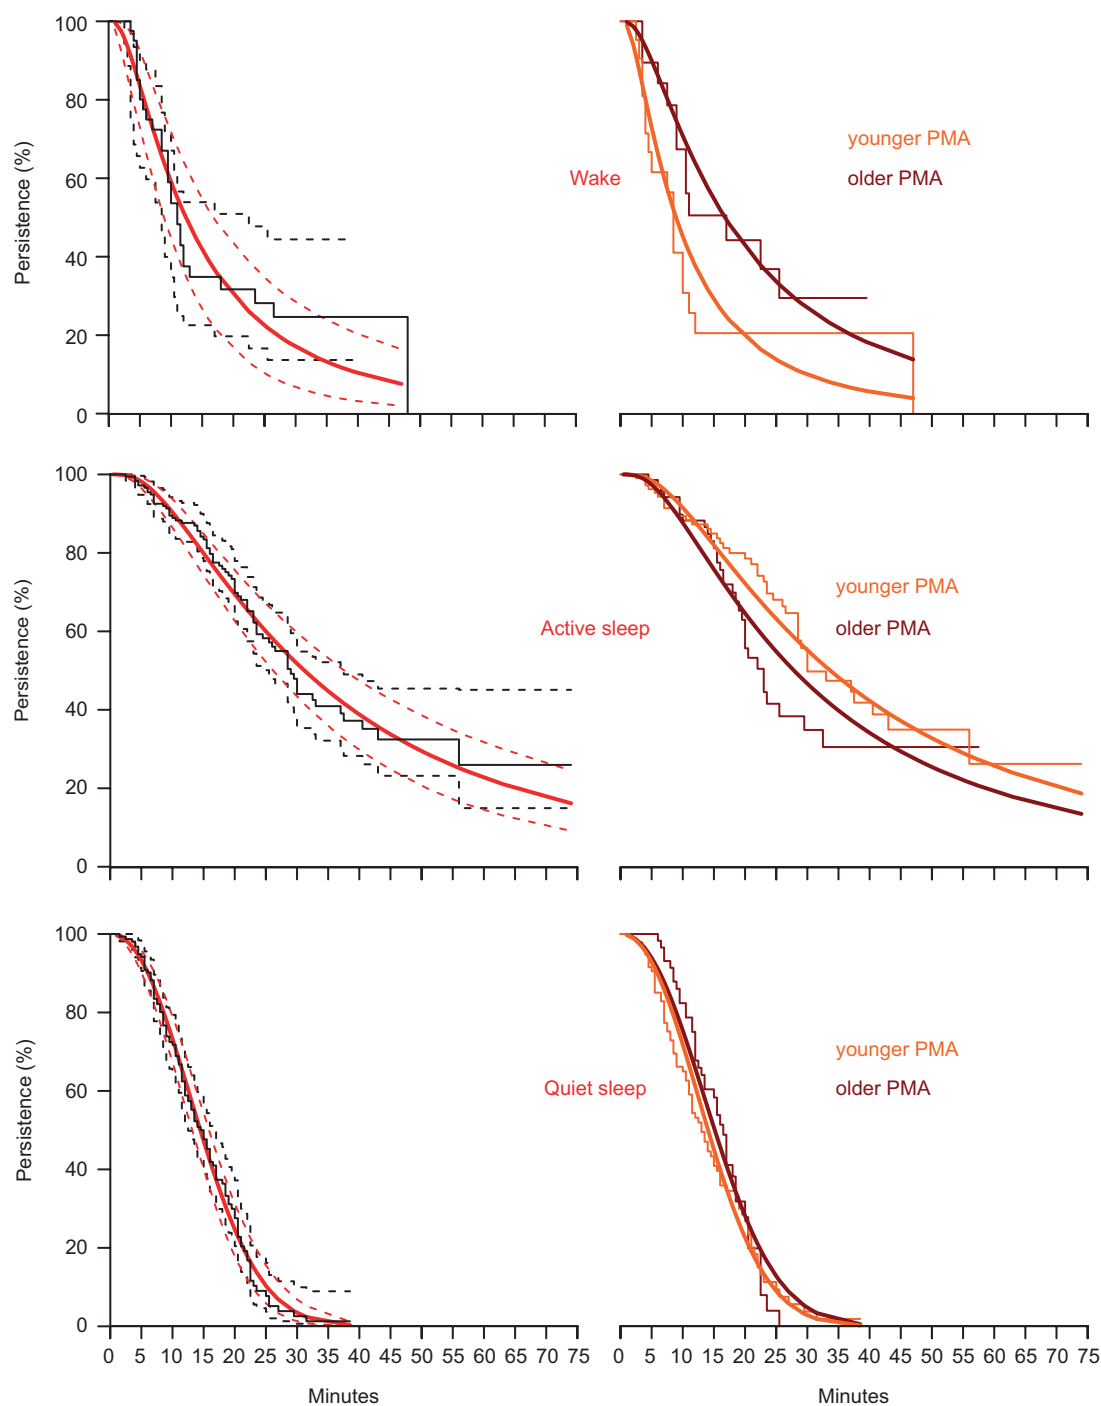 100
80
60
40
20
0
Persistence (%)
Wake
younger PMA
older PMA
100
80
60
40
20
0
Persistence (%)
Active sleep
younger PMA
older PMA
100
80
60
40
20
0
Persistence (%)
Quiet sleep
younger PMA
older PMA
0 5 10 15 20 25 30 35 40 45 50 55 60 65 70 75
0 5 10 15 20 25 30 35 40 45 50 55 60 65 70 75
Minutes
Minutes